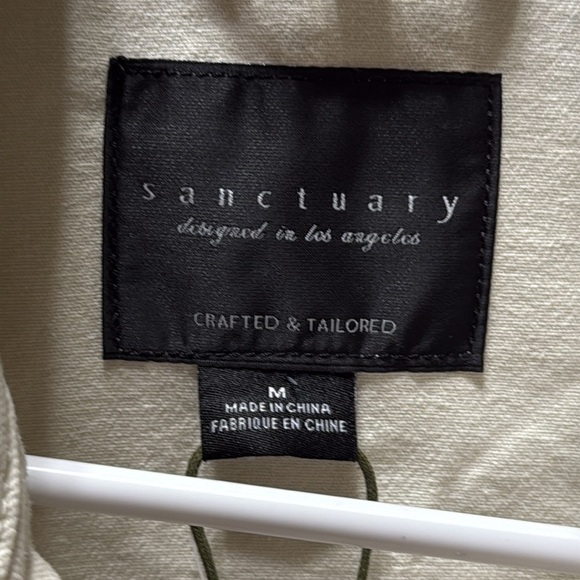 sanctuary
designed in los angeles
CRAFTED & TAILORED
M
MADE IN CHINA
FABRIQUE EN CHINE